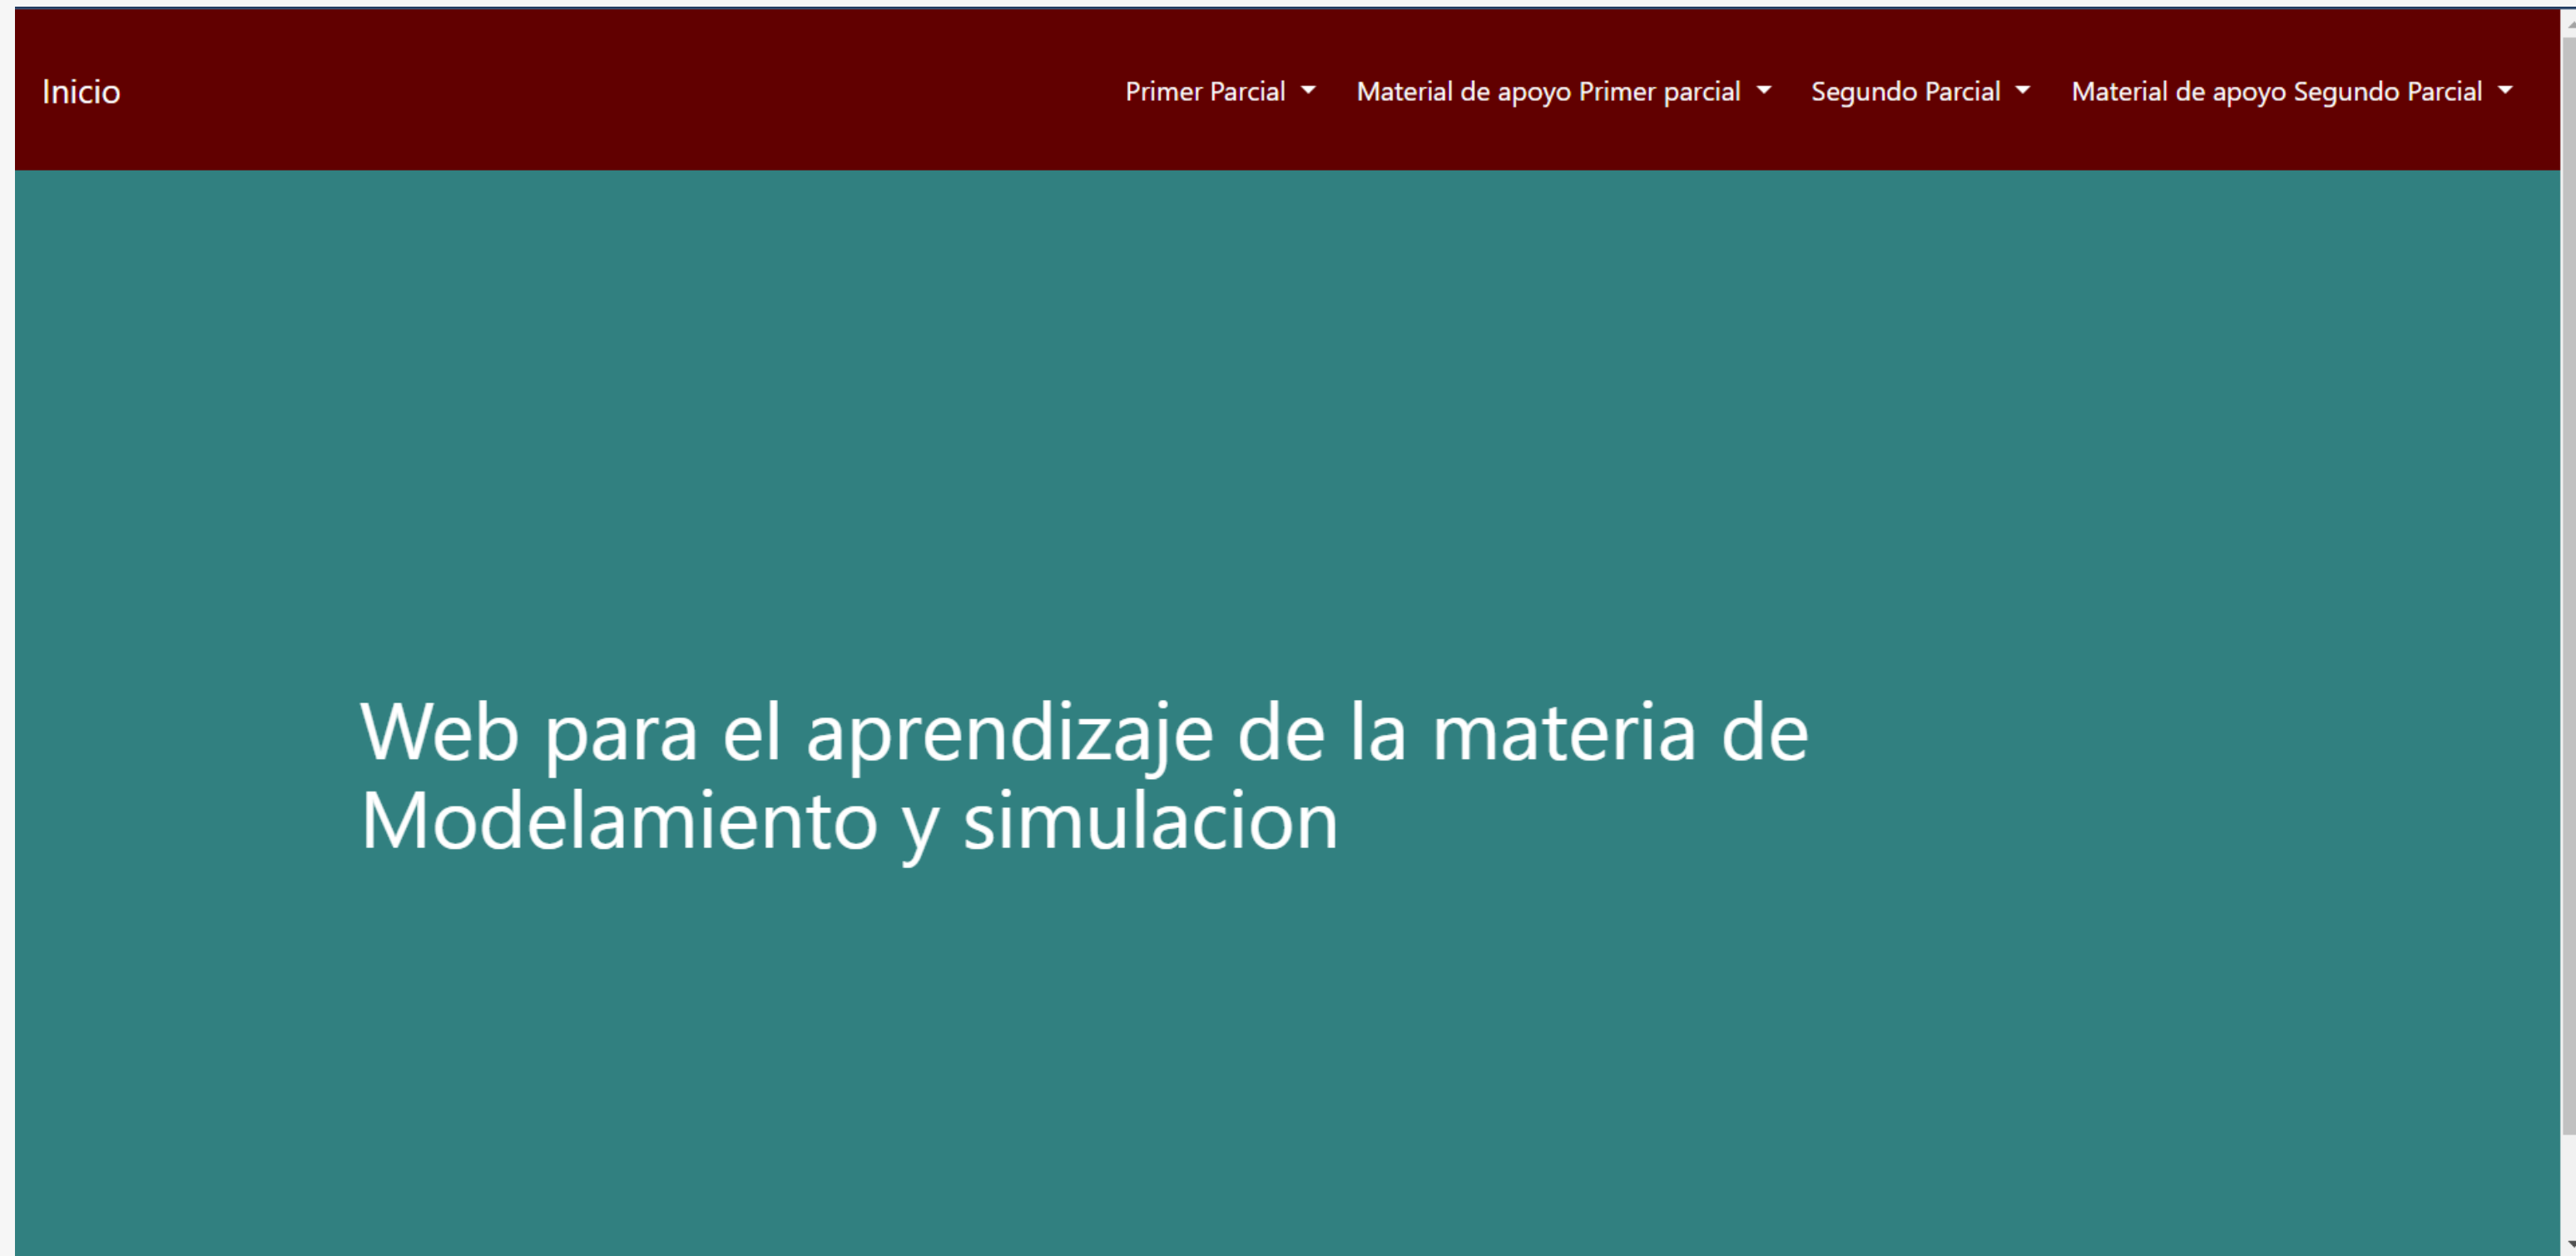 Inicio
Primer Parcial
Material de apoyo Primer parcial
Segundo Parcial
Material de apoyo Segundo Parcial
Web para el aprendizaje de la materia de
Modelamiento y simulacion